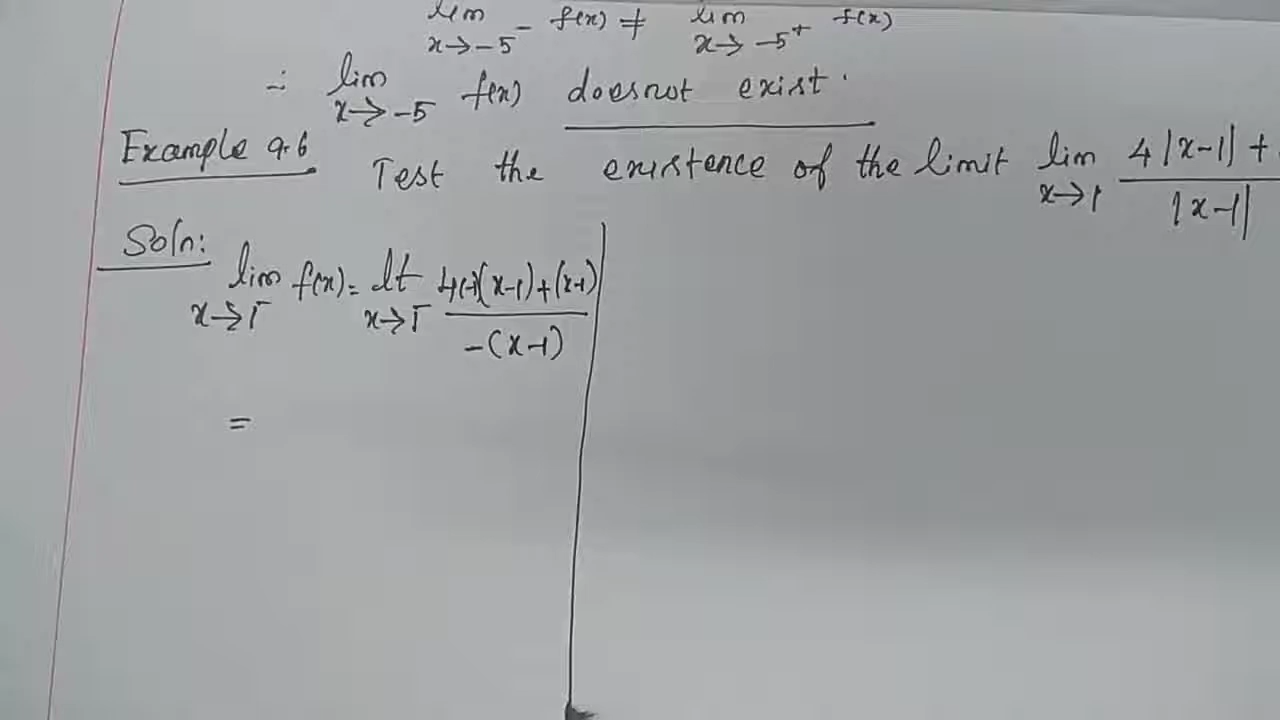 lim x→-5⁻ f(x) ≠ lim x→-5⁺ f(x)
∴ lim x→-5 f(x) doesnot exist.
Example 9.6 Test the existence of the limit lim x→1 4|x-1| + / |x-1|
Soln:
lim x→1⁻ f(x) = lt x→1⁻ 4(-)(x-1)+(x-1) / -(x-1)
=